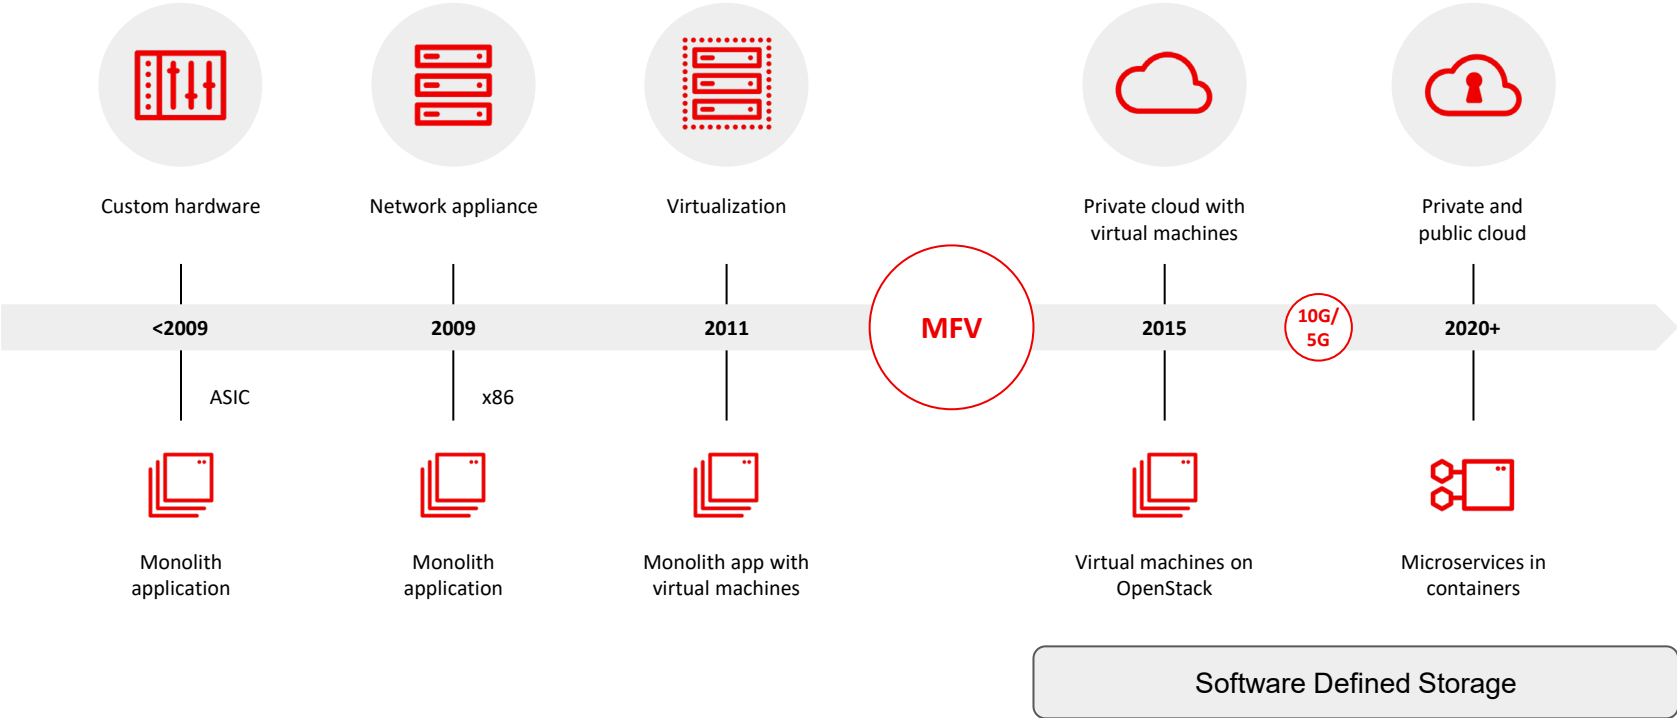 Custom hardware
Network appliance
Virtualization
Private cloud with
virtual machines
Private and
public cloud
<2009
2009
2011
MFV
2015
10G/
5G
2020+
ASIC
x86
Monolith
application
Monolith
application
Monolith app with
virtual machines
Virtual machines on
OpenStack
Microservices in
containers
Software Defined Storage